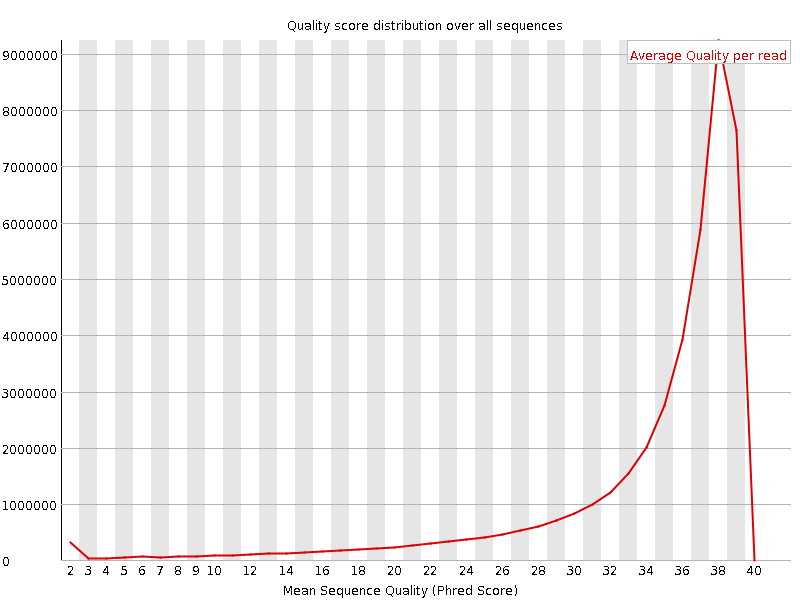 Quality score distribution over all sequences
Average Quality per read
9000000
8000000
7000000
6000000
5000000
4000000
3000000
2000000
1000000
0
2 3 4 5 6 7 8 9 10 12 14 16 18 20 22 24 26 28 30 32 34 36 38 40
Mean Sequence Quality (Phred Score)